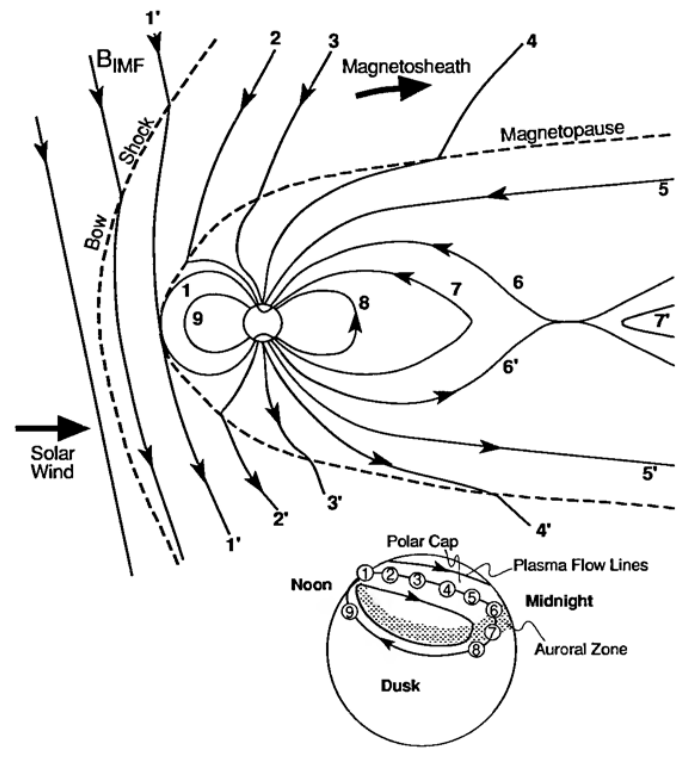 1'
2
3
4
B_IMF
Magnetosheath
Shock
Magnetopause
Bow
5
1
6
7
8
9
7'
6'
Solar
Wind
5'
1'
2'
3'
4'
Polar Cap
Plasma Flow Lines
Noon
Midnight
1
2
3
4
5
6
7
8
9
Auroral Zone
Dusk